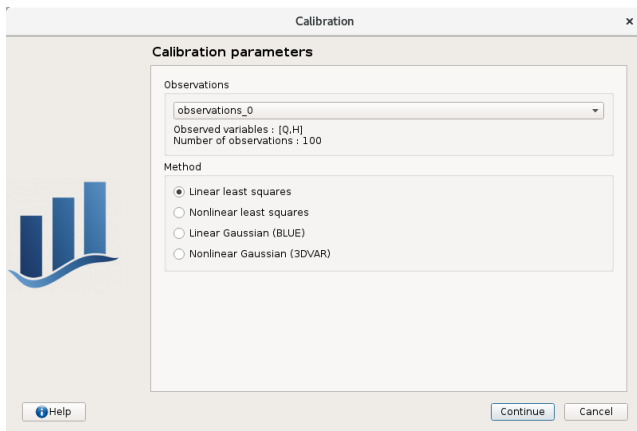 Calibration
Calibration parameters
Observations
observations_0
Observed variables : [Q,H]
Number of observations : 100
Method
Linear least squares
Nonlinear least squares
Linear Gaussian (BLUE)
Nonlinear Gaussian (3DVAR)
Help
Continue
Cancel